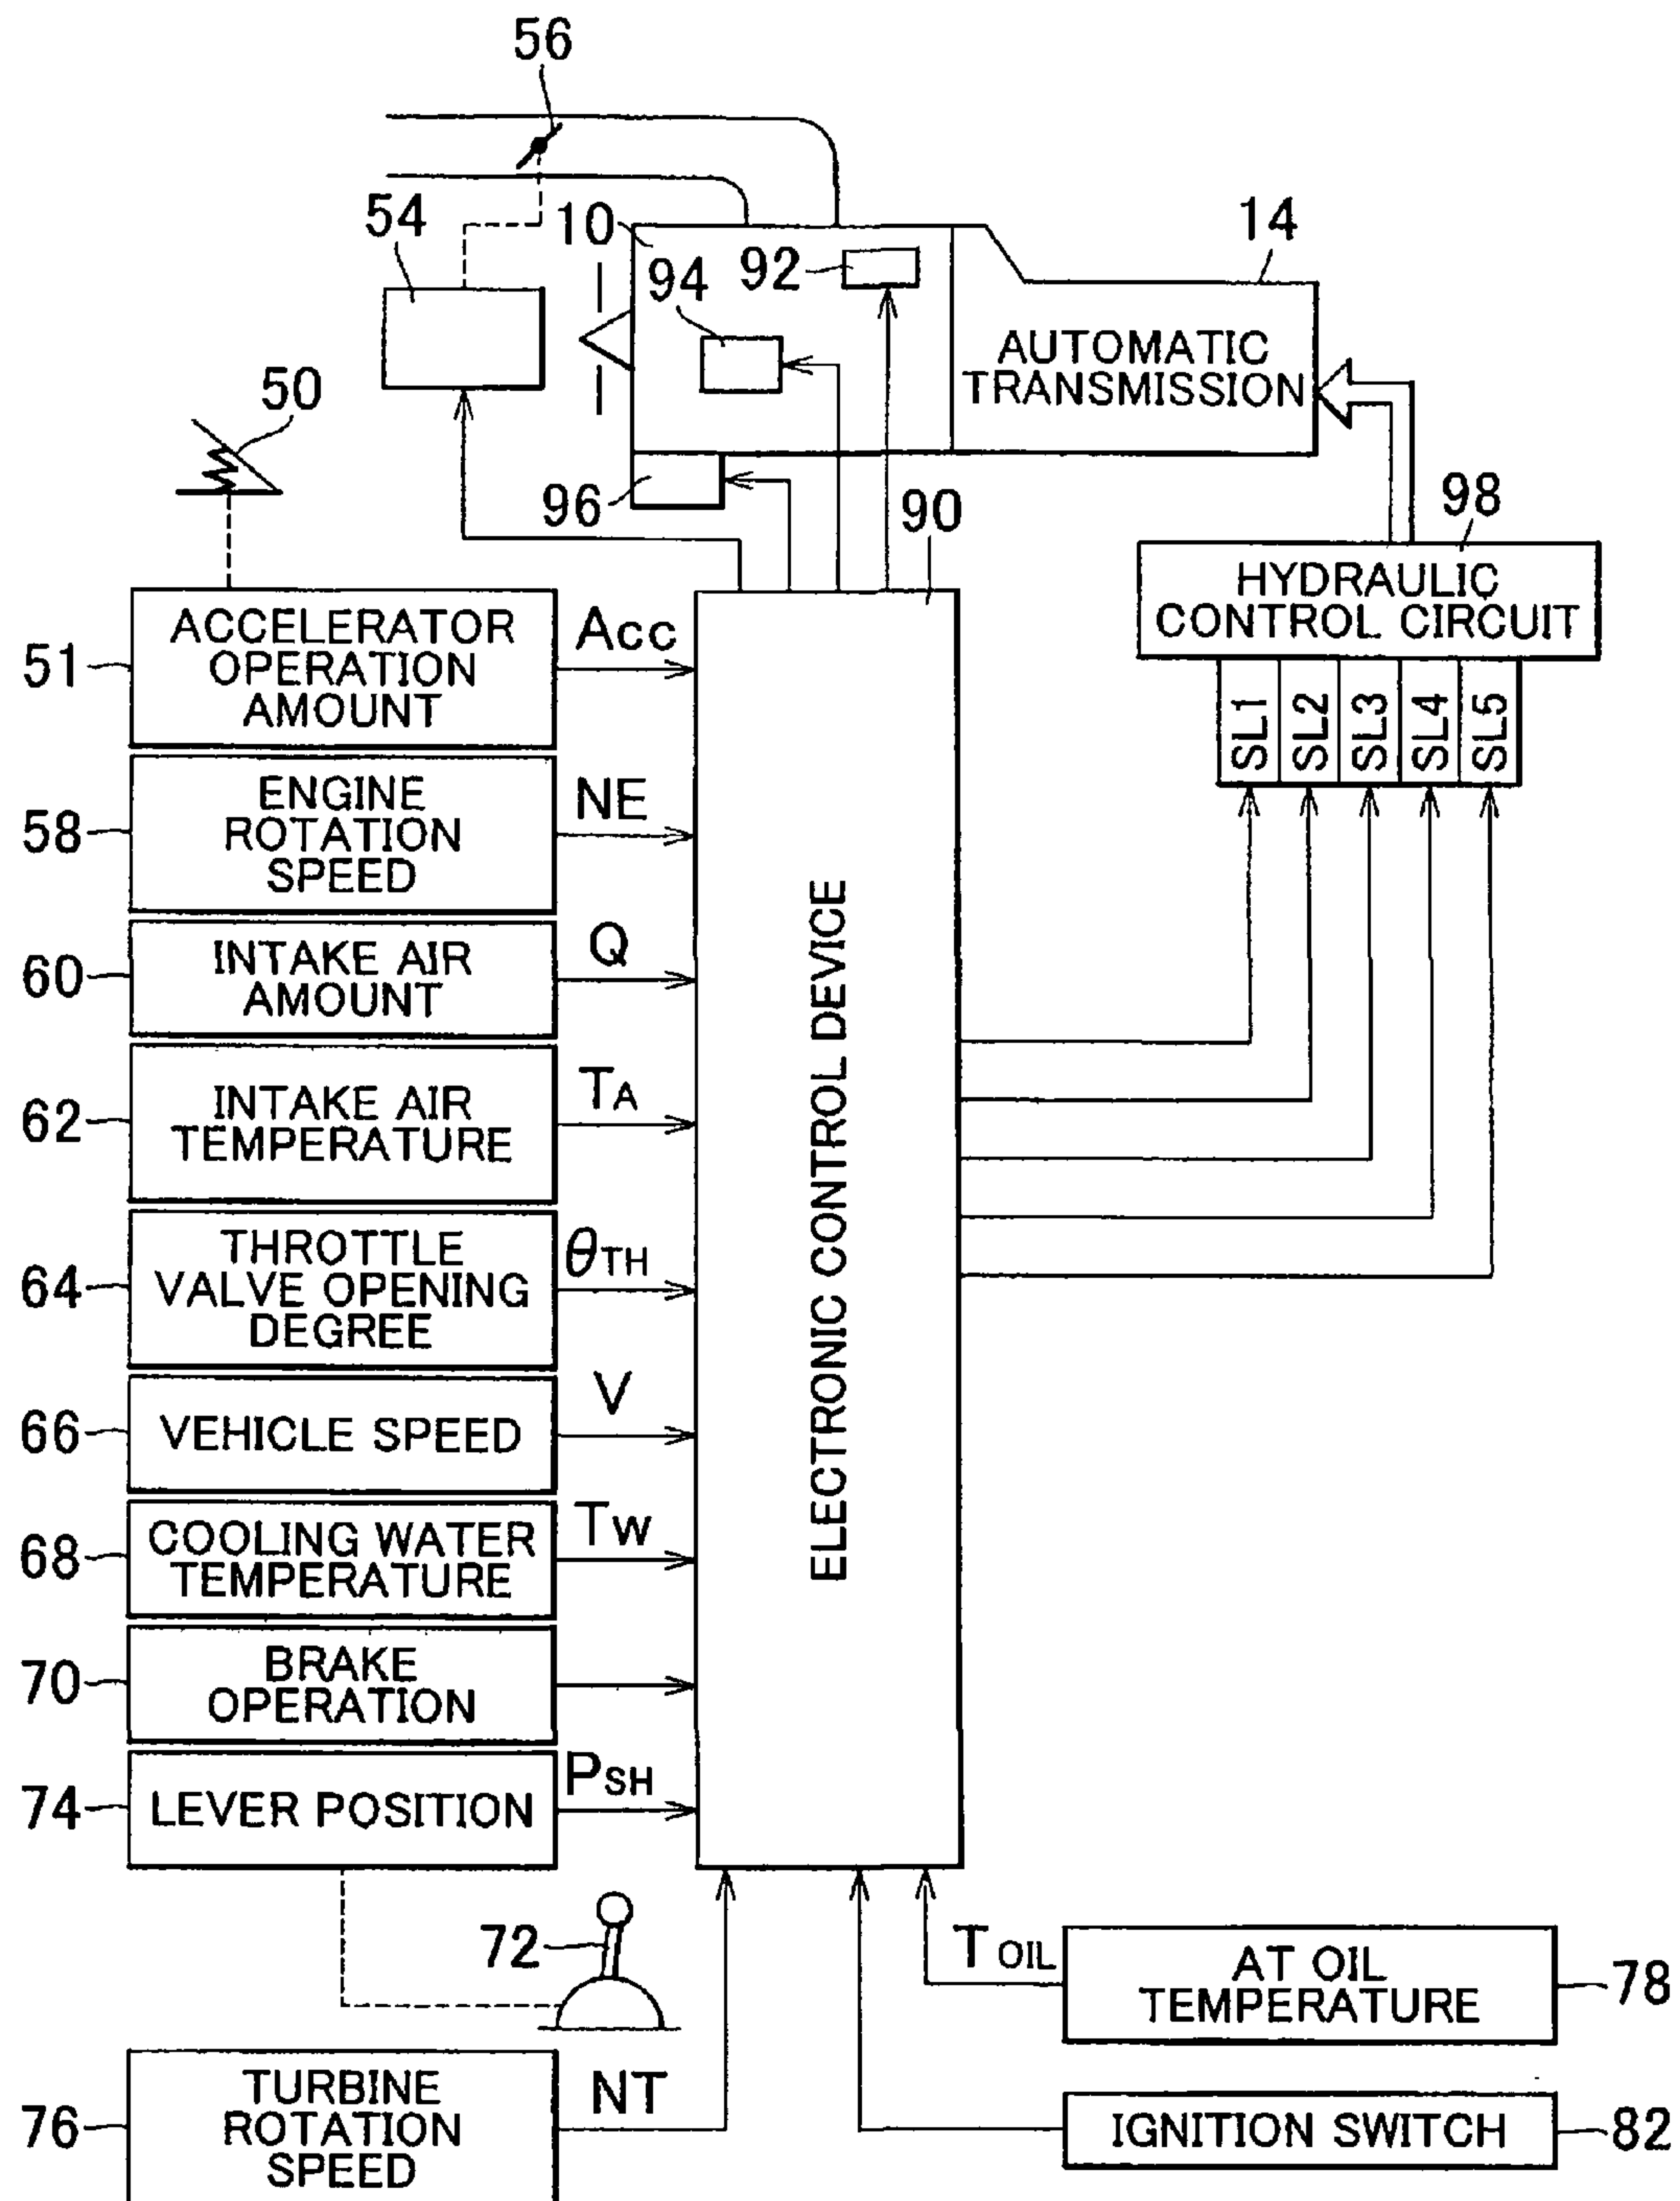 56
54
10
92
94
14
AUTOMATIC
TRANSMISSION
50
96
90
98
HYDRAULIC
CONTROL CIRCUIT
SL1
SL2
SL3
SL4
SL5
51
ACCELERATOR
OPERATION
AMOUNT
Acc
58
ENGINE
ROTATION
SPEED
NE
60
INTAKE AIR
AMOUNT
Q
62
INTAKE AIR
TEMPERATURE
TA
64
THROTTLE
VALVE OPENING
DEGREE
θTH
66
VEHICLE SPEED
V
68
COOLING WATER
TEMPERATURE
Tw
70
BRAKE
OPERATION
74
LEVER POSITION
PSH
ELECTRONIC CONTROL DEVICE
72
76
TURBINE
ROTATION
SPEED
NT
TOIL
AT OIL
TEMPERATURE
78
IGNITION SWITCH
82